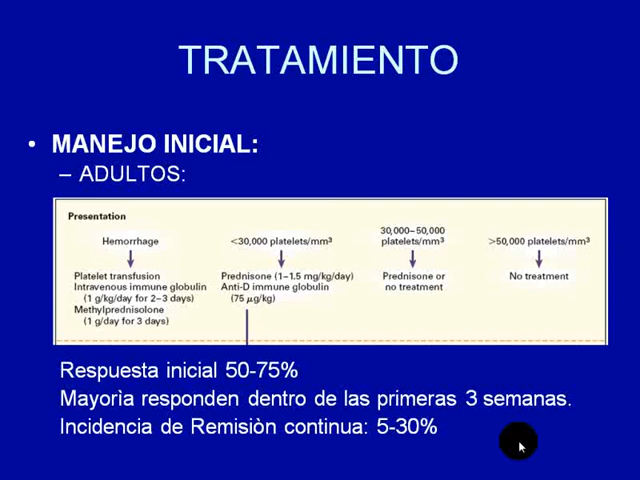 TRATAMIENTO
• MANEJO INICIAL:
– ADULTOS:
Presentation
Hemorrhage
Platelet transfusion
Intravenous immune globulin
(1 g/kg/day for 2–3 days)
Methylprednisolone
(1 g/day for 3 days)
<30,000 platelets/mm³
Prednisone (1–1.5 mg/kg/day)
Anti-D immune globulin
(75 µg/kg)
30,000–50,000
platelets/mm³
Prednisone or
no treatment
>50,000 platelets/mm³
No treatment
Respuesta inicial 50-75%
Mayorìa responden dentro de las primeras 3 semanas.
Incidencia de Remisiòn continua: 5-30%